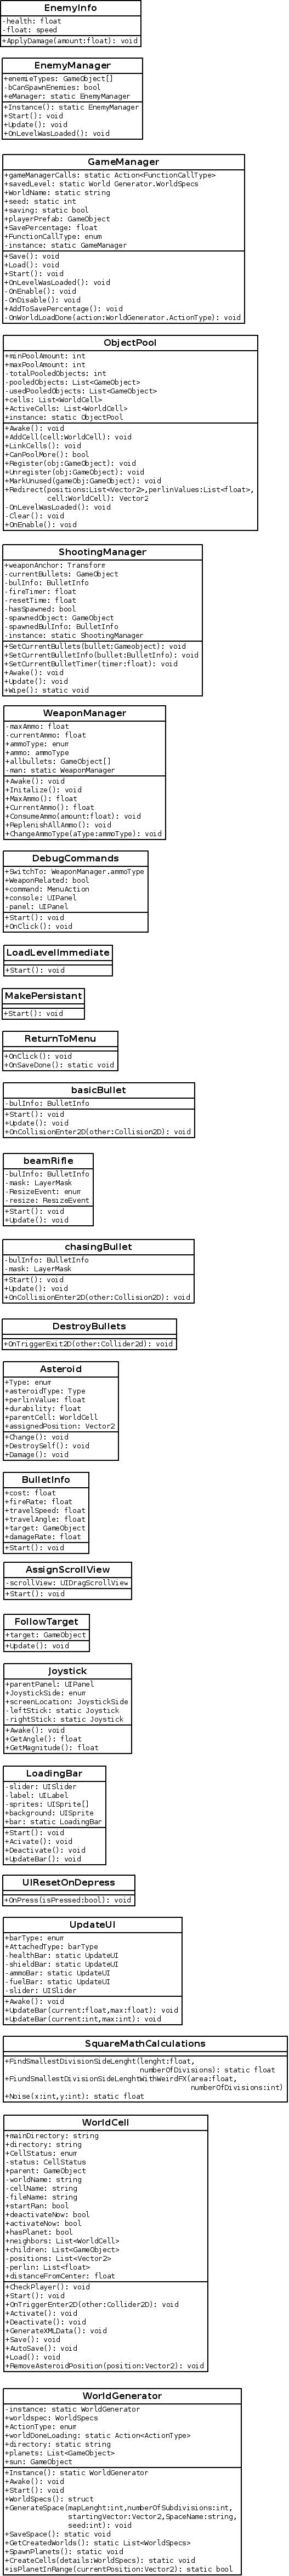 EnemyInfo
-health: float
-float: speed
+ApplyDamage(amount:float): void
EnemyManager
+enemieTypes: GameObject[]
-bCanSpawnEnemies: bool
+eManager: static EnemyManager
+Instance(): static EnemyManager
+Start(): void
+Update(): void
+OnLevelWasLoaded(): void
GameManager
+gameManagerCalls: static Action<FunctionCallType>
+savedLevel: static World Generator.WorldSpecs
+WorldName: static string
+seed: static int
+saving: static bool
+playerPrefab: GameObject
+SavePercentage: float
+FunctionCallType: enum
-instance: static GameManager
+Save(): void
+Load(): void
+Start(): void
+OnLevelWasLoaded(): void
-OnEnable(): void
-OnDisable(): void
+AddToSavePercentage(): void
-OnWorldLoadDone(action:WorldGenerator.ActionType): void
ObjectPool
+minPoolAmount: int
+maxPoolAmount: int
-totalPooledObjects: int
-pooledObjects: List<GameObject>
-usedPooledObjects: List<GameObject>
+cells: List<WorldCell>
+ActiveCells: List<WorldCell>
+instance: static ObjectPool
+Awake(): void
+AddCell(cell:WorldCell): void
+LinkCells(): void
+CanPoolMore(): bool
+Register(obj:GameObject): void
+Unregister(obj:GameObject): void
+MarkUnused(gameObj:GameObject): void
+Redirect(positions:List<Vector2>,perlinValues:List<float>,
cell:WorldCell): Vector2
-OnLevelWasLoaded(): void
-Clear(): void
+OnEnable(): void
ShootingManager
+weaponAnchor: Transform
-currentBullets: GameObject
-bulInfo: BulletInfo
-fireTimer: float
-resetTime: float
-hasSpawned: bool
-spawnedObject: GameObject
-spawnedBulInfo: BulletInfo
-instance: static ShootingManager
+SetCurrentBullets(bullet:Gameobject): void
+SetCurrentBulletInfo(bullet:BulletInfo): void
+SetCurrentBulletTimer(timer:float): void
+Awake(): void
+Update(): void
+Wipe(): static void
WeaponManager
-maxAmmo: float
-currentAmmo: float
+ammoType: enum
+ammo: ammoType
+allbullets: GameObject[]
-man: static WeaponManager
+Awake(): void
+Initalize(): void
+MaxAmmo(): float
+CurrentAmmo(): float
+ConsumeAmmo(amount:float): void
+ReplenishAllAmmo(): void
+ChangeAmmoType(aType:ammoType): void
DebugCommands
+SwitchTo: WeaponManager.ammoType
+WeaponRelated: bool
+command: MenuAction
+console: UIPanel
-panel: UIPanel
+Start(): void
+OnClick(): void
LoadLevelImmediate
+Start(): void
MakePersistant
+Start(): void
ReturnToMenu
+OnClick(): void
+OnSaveDone(): static void
basicBullet
-bulInfo: BulletInfo
+Start(): void
+Update(): void
+OnCollisionEnter2D(other:Collision2D): void
beamRifle
-bulInfo: BulletInfo
-mask: LayerMask
-ResizeEvent: enum
-resize: ResizeEvent
+Start(): void
+Update(): void
chasingBullet
-bulInfo: BulletInfo
-mask: LayerMask
+Start(): void
+Update(): void
+OnCollisionEnter2D(other:Collision2D): void
DestroyBullets
+OnTriggerExit2D(other:Collider2d): void
Asteroid
+Type: enum
+asteroidType: Type
+perlinValue: float
+durability: float
+parentCell: WorldCell
+assignedPosition: Vector2
+Change(): void
+DestroySelf(): void
+Damage(): void
BulletInfo
+cost: float
+fireRate: float
+travelSpeed: float
+travelAngle: float
+target: GameObject
+damageRate: float
+Start(): void
AssignScrollView
-scrollView: UIDragScrollView
+Start(): void
FollowTarget
+target: GameObject
+Update(): void
Joystick
+parentPanel: UIPanel
+JoystickSide: enum
+screenLocation: JoystickSide
-leftStick: static Joystick
-rightStick: static Joystick
+Awake(): void
+GetAngle(): float
+GetMagnitude(): float
LoadingBar
-slider: UISlider
-label: UILabel
-sprites: UISprite[]
+background: UISprite
+bar: static LoadingBar
+Start(): void
+Acivate(): void
+Deactivate(): void
+UpdateBar(): void
UIResetOnDepress
+OnPress(isPressed:bool): void
UpdateUI
+barType: enum
+AttachedType: barType
-healthBar: static UpdateUI
-shieldBar: static UpdateUI
-ammoBar: static UpdateUI
-fuelBar: static UpdateUI
-slider: UISlider
+Awake(): void
+UpdateBar(current:float,max:float): void
+UpdateBar(current:int,max:int): void
SquareMathCalculations
+FindSmallestDivisionSideLenght(lenght:float,
numberOfDivisions): static float
+FiundSmallestDivisionSideLenghtWithWeirdFX(area:float,
numberOfDivisions:int)
+Noise(x:int,y:int): static float
WorldCell
+mainDirectory: string
+directory: string
+CellStatus: enum
-status: CellStatus
+parent: GameObject
-worldName: string
-cellName: string
-fileName: string
+startRan: bool
+deactivateNow: bool
+activateNow: bool
+hasPlanet: bool
+neighbors: List<WorldCell>
+children: List<GameObject>
-positions: List<Vector2>
-perlin: List<float>
+distanceFromCenter: float
+CheckPlayer(): void
+Start(): void
+OnTriggerEnter2D(other:Collider2D): void
+Activate(): void
+Deactivate(): void
+GenerateXMLData(): void
+Save(): void
+AutoSave(): void
+Load(): void
+RemoveAsteroidPosition(position:Vector2): void
WorldGenerator
-instance: static WorldGenerator
+worldspec: WorldSpecs
+ActionType: enum
+worldDoneLoading: static Action<ActionType>
+directory: static string
+planets: List<GameObject>
+sun: GameObject
+Instance(): static WorldGenerator
+Awake(): void
+Start(): void
+WorldSpecs(): struct
+GenerateSpace(mapLenght:int,numberOfSubdivisions:int,
startingVector:Vector2,SpaceName:string,
seed:int): void
+SaveSpace(): static void
+GetCreatedWorlds(): static List<WorldSpecs>
+SpawnPlanets(): static void
+CreateCells(details:WorldSpecs): static void
+isPlanetInRange(currentPosition:Vector2): static bool